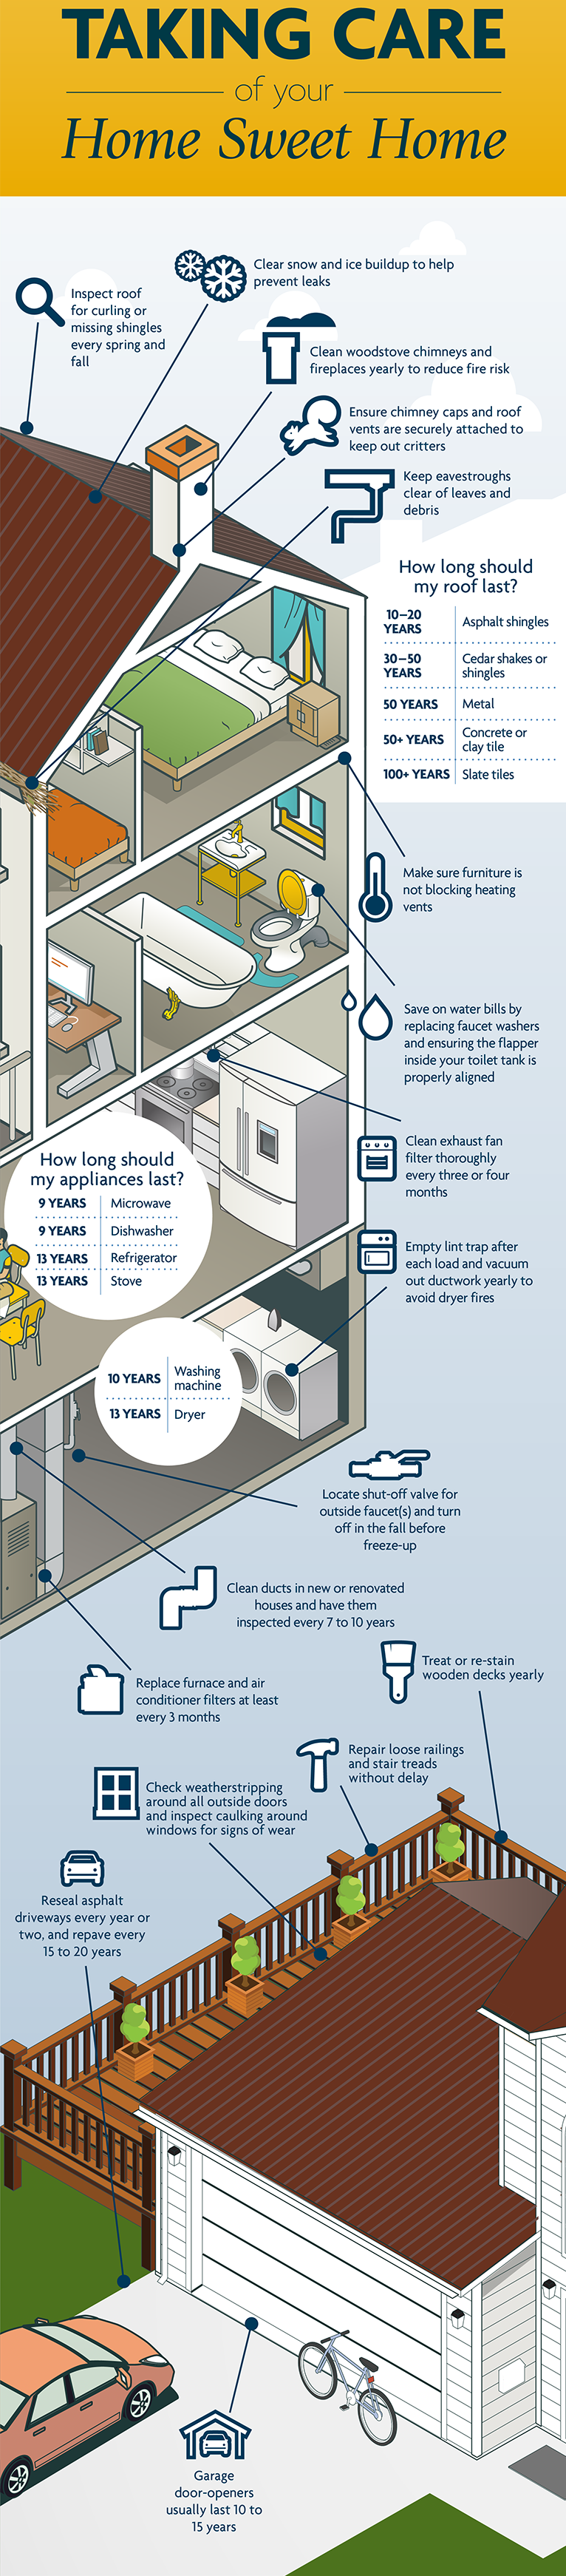 TAKING CARE
of your
Home Sweet Home
Clear snow and ice buildup to help
prevent leaks
Inspect roof
for curling or
missing shingles
every spring and
fall
Clean woodstove chimneys and
fireplaces yearly to reduce fire risk
Ensure chimney caps and roof
vents are securely attached to
keep out critters
Keep eavestroughs
clear of leaves and
debris
How long should
my roof last?
10–20
YEARS
Asphalt shingles
30–50
YEARS
Cedar shakes or
shingles
50 YEARS Metal
50+ YEARS
Concrete or
clay tile
100+ YEARS Slate tiles
Make sure furniture is
not blocking heating
vents
Save on water bills by
replacing faucet washers
and ensuring the flapper
inside your toilet tank is
properly aligned
Clean exhaust fan
filter thoroughly
every three or four
months
How long should
my appliances last?
9 YEARS Microwave
9 YEARS Dishwasher
13 YEARS Refrigerator
13 YEARS Stove
Empty lint trap after
each load and vacuum
out ductwork yearly to
avoid dryer fires
10 YEARS
Washing
machine
13 YEARS Dryer
Locate shut-off valve for
outside faucet(s) and turn
off in the fall before
freeze-up
Clean ducts in new or renovated
houses and have them
inspected every 7 to 10 years
Replace furnace and air
conditioner filters at least
every 3 months
Treat or re-stain
wooden decks yearly
Repair loose railings
and stair treads
without delay
Check weatherstripping
around all outside doors
and inspect caulking around
windows for signs of wear
Reseal asphalt
driveways every year or
two, and repave every
15 to 20 years
Garage
door-openers
usually last 10 to
15 years